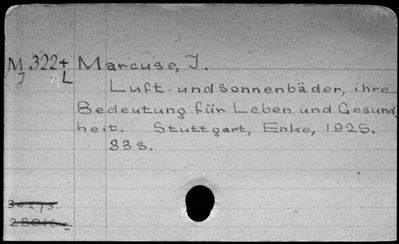 M.322+ Marcuse, J.
J L
Luft- und Sonnenbäder, ihre
Bedeutung für Leben und Gesund-
heit. Stuttgart, Enke, 1925.
83 s.